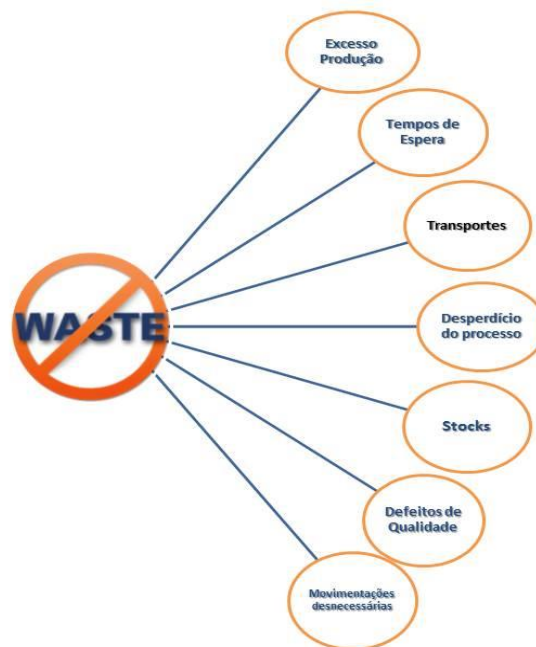 Excesso
Produção
Tempos de
Espera
Transportes
WASTE
Desperdício
do processo
Stocks
Defeitos de
Qualidade
Movimentações
desnecessárias